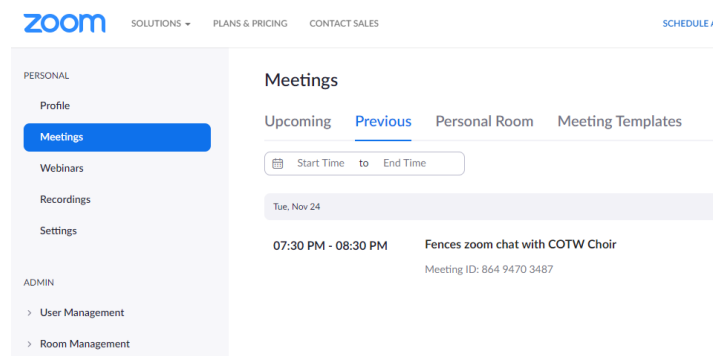 zoom SOLUTIONS PLANS & PRICING CONTACT SALES SCHEDULE A
PERSONAL
Profile
Meetings
Webinars
Recordings
Settings
ADMIN
User Management
Room Management
Meetings
Upcoming Previous Personal Room Meeting Templates
Start Time to End Time
Tue, Nov 24
07:30 PM - 08:30 PM Fences zoom chat with COTW Choir
Meeting ID: 864 9470 3487